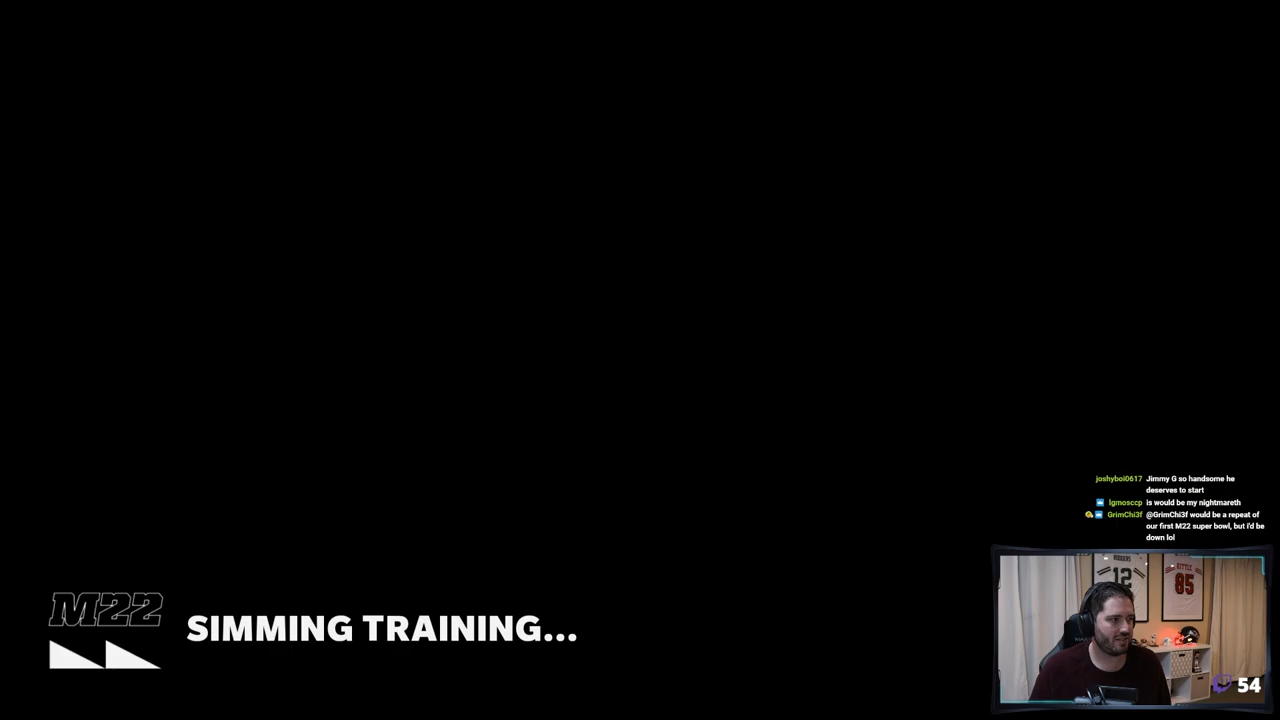 joshyboi0617 Jimmy G so handsome he
deserves to start
lgmosccp is would be my nightmareth
GrimChi3f @GrimChi3f would be a repeat of
our first M22 super bowl, but i'd be
down lol
12
KITTLE
85
M22
SIMMING TRAINING...
54